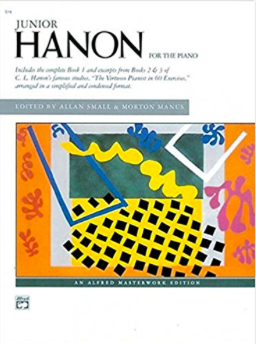 JUNIOR
HANON FOR THE PIANO
Includes the complete Book 1 and excerpts from Books 2 & 3 of
C. L. Hanon's famous studies, "The Virtuoso Pianist in 60 Exercises,"
arranged in a simplified and condensed format.
EDITED BY ALLAN SMALL & MORTON MANUS
AN ALFRED MASTERWORK EDITION
Alfred